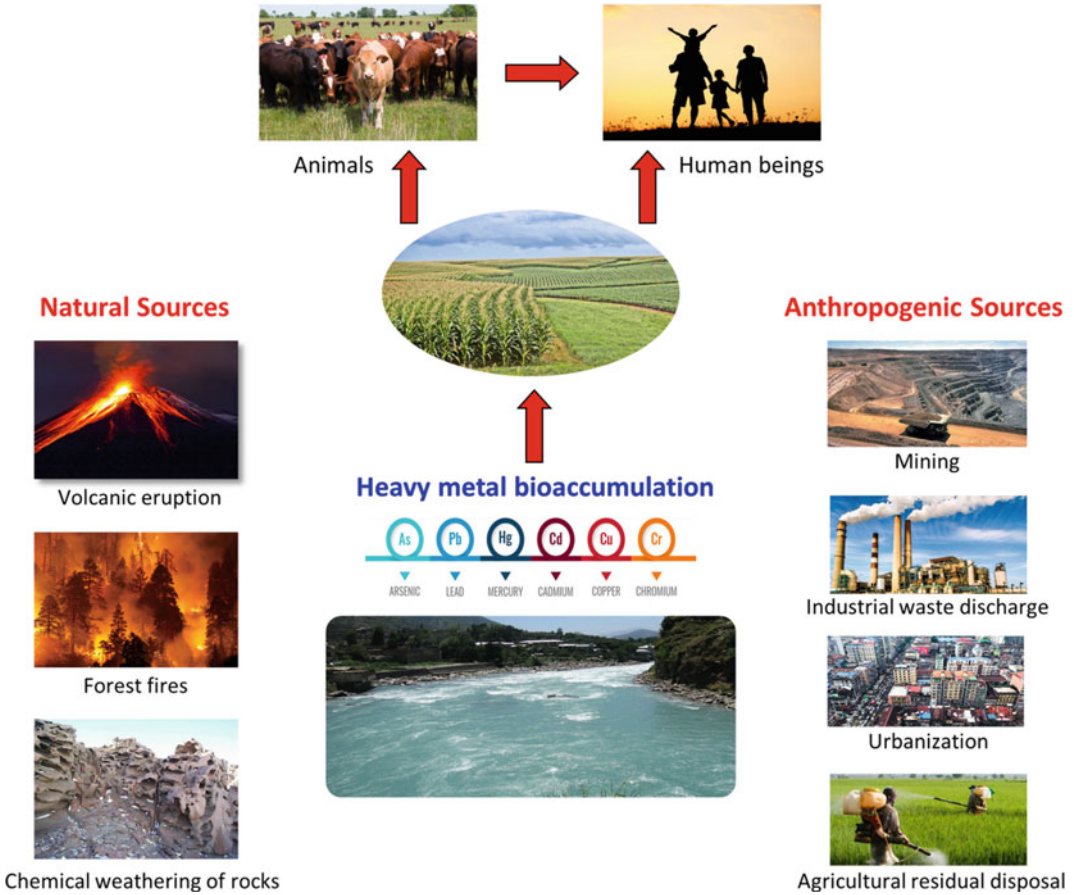 Animals
Human beings
Natural Sources
Anthropogenic Sources
Volcanic eruption
Mining
Heavy metal bioaccumulation
As Pb Hg Cd Cu Cr
ARSENIC LEAD MERCURY CADMIUM COPPER CHROMIUM
Industrial waste discharge
Forest fires
Urbanization
Chemical weathering of rocks
Agricultural residual disposal